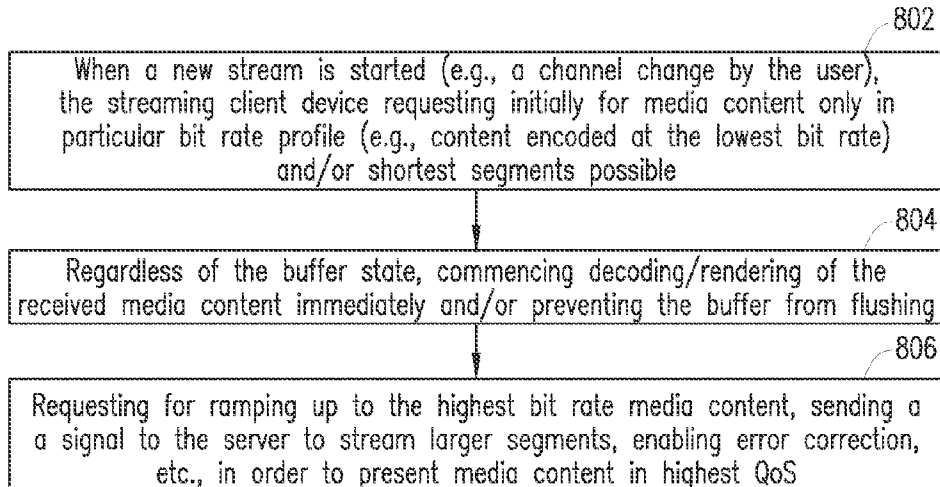 802
When a new stream is started (e.g., a channel change by the user),
the streaming client device requesting initially for media content only in
particular bit rate profile (e.g., content encoded at the lowest bit rate)
and/or shortest segments possible
804
Regardless of the buffer state, commencing decoding/rendering of the
received media content immediately and/or preventing the buffer from flushing
806
Requesting for ramping up to the highest bit rate media content, sending a
a signal to the server to stream larger segments, enabling error correction,
etc., in order to present media content in highest QoS